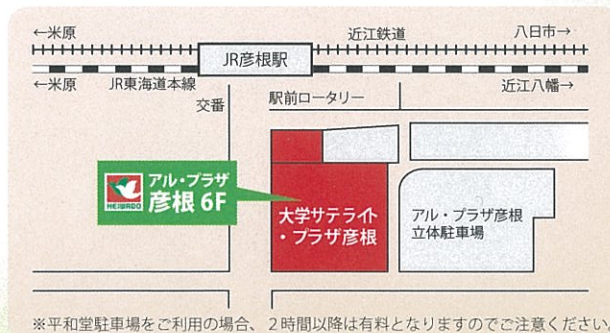 ←米原
近江鉄道
八日市→
JR彦根駅
←米原
JR東海道本線
近江八幡→
交番
駅前ロータリー
HEIWADO
アル・プラザ
彦根 6F
大学サテライト
・プラザ彦根
アル・プラザ彦根
立体駐車場
※平和堂駐車場をご利用の場合、2時間以降は有料となりますのでご注意ください